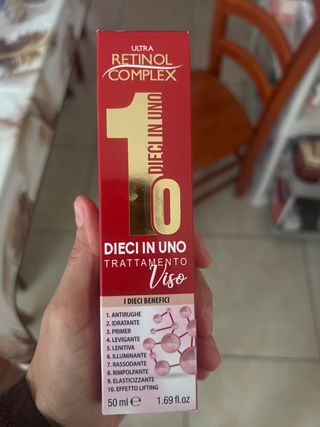 ULTRA
RETINOL
COMPLEX
10
DIECI IN UNO
DIECI IN UNO
TRATTAMENTO
Viso
I DIECI BENEFICI
1. ANTIRUGHE
2. IDRATANTE
3. PRIMER
4. LEVIGANTE
5. LENITIVA
6. ILLUMINANTE
7. RASSODANTE
8. RIMPOLPANTE
9. ELASTICIZZANTE
10. EFFETTO LIFTING
50 ml ℮ 1.69 fl.oz